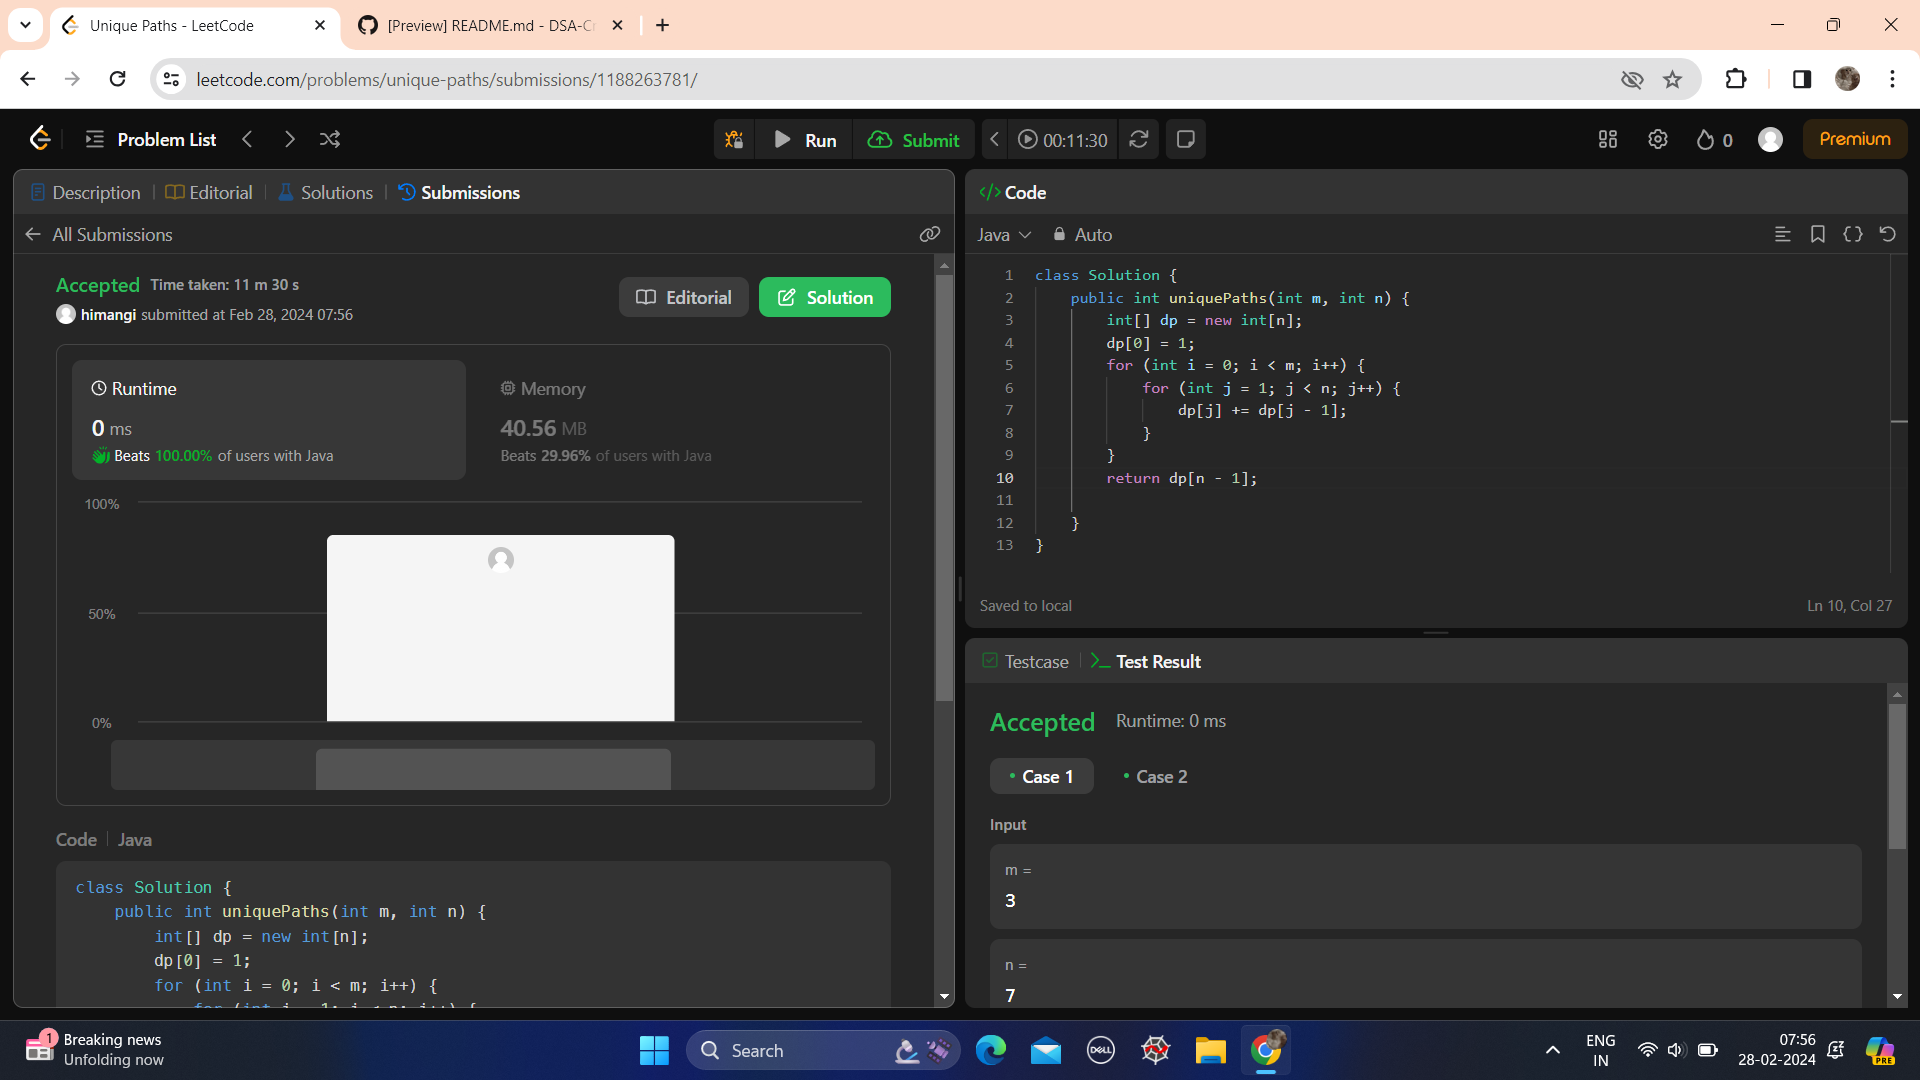 Unique Paths - LeetCode
[Preview] README.md - DSA-Cr
leetcode.com/problems/unique-paths/submissions/1188263781/
Problem List
Run
Submit
00:11:30
0
Premium
Description
Editorial
Solutions
Submissions
All Submissions
Accepted Time taken: 11 m 30 s
himangi submitted at Feb 28, 2024 07:56
Editorial
Solution
Runtime
0 ms
Beats 100.00% of users with Java
Memory
40.56 MB
Beats 29.96% of users with Java
100%
50%
0%
Code | Java
class Solution {
public int uniquePaths(int m, int n) {
int[] dp = new int[n];
dp[0] = 1;
for (int i = 0; i < m; i++) {
for (int j = 1; j < n; j++) {
</> Code
Java
Auto
1 class Solution {
2 public int uniquePaths(int m, int n) {
3 int[] dp = new int[n];
4 dp[0] = 1;
5 for (int i = 0; i < m; i++) {
6 for (int j = 1; j < n; j++) {
7 dp[j] += dp[j - 1];
8 }
9 }
10 return dp[n - 1];
11
12 }
13 }
Saved to local
Ln 10, Col 27
Testcase
Test Result
Accepted Runtime: 0 ms
Case 1
Case 2
Input
m =
3
n =
7
1
Breaking news
Unfolding now
Search
DELL
ENG
IN
07:56
28-02-2024
PRE